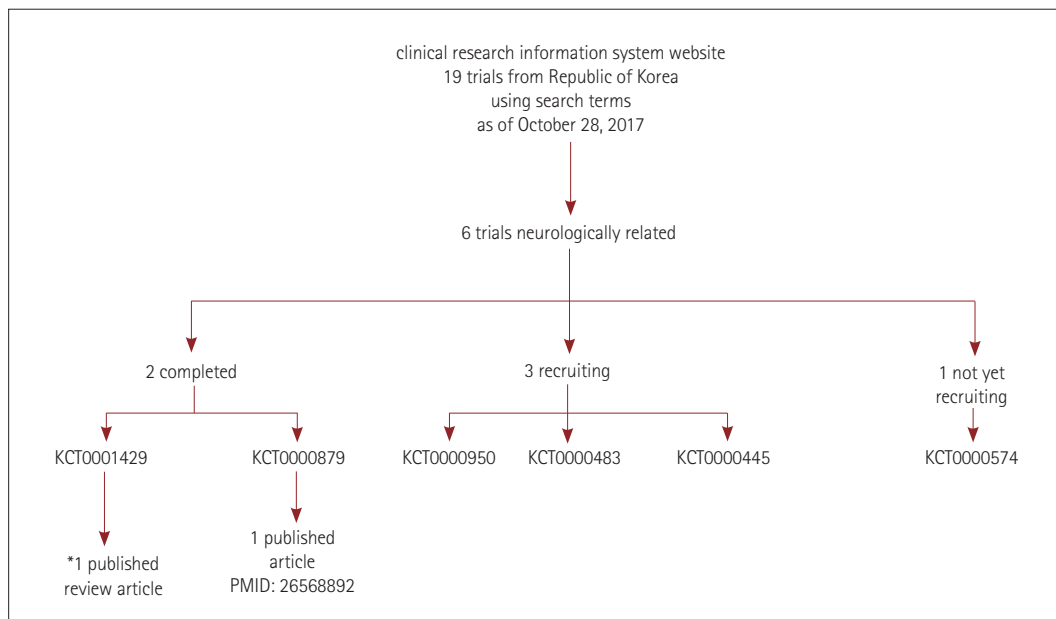 clinical research information system website
19 trials from Republic of Korea
using search terms
as of October 28, 2017
6 trials neurologically related
2 completed
3 recruiting
1 not yet
recruiting
KCT0001429
KCT0000879
KCT0000950
KCT0000483
KCT0000445
KCT0000574
*1 published
review article
1 published
article
PMID: 26568892